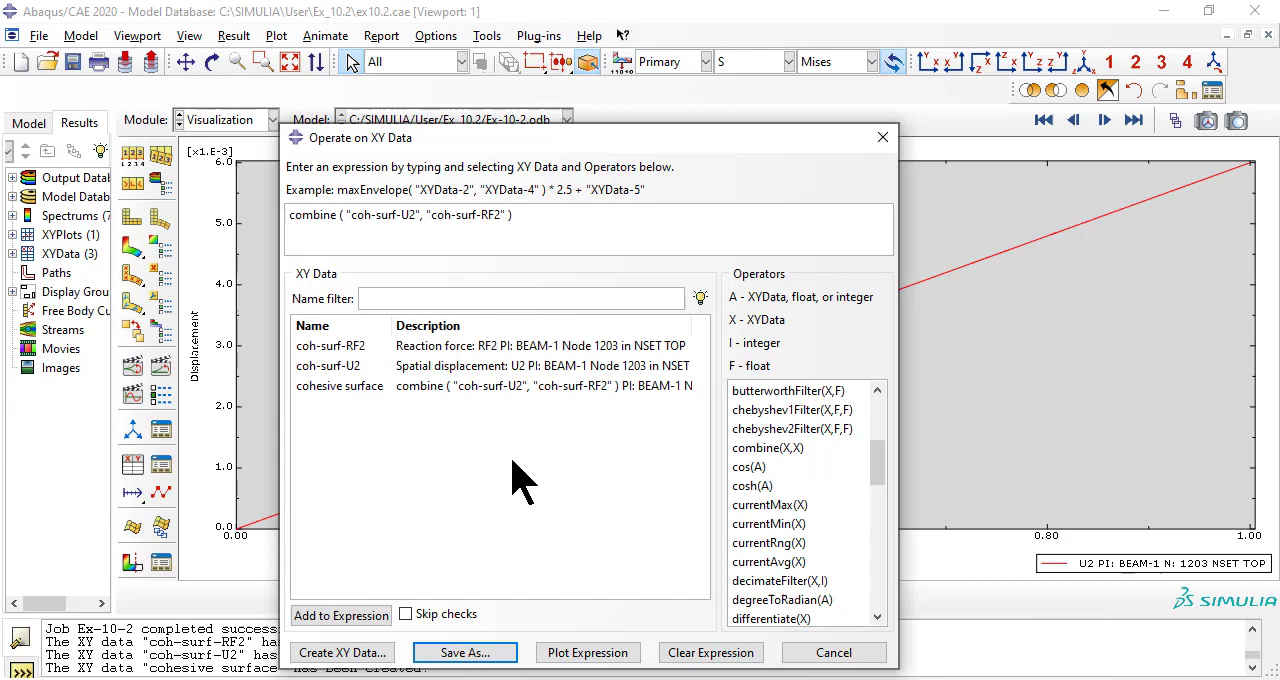 Abaqus/CAE 2020 - Model Database: C:\SIMULIA\User\Ex_10.2\ex10.2.cae [Viewport: 1]
File Model Viewport View Result Plot Animate Report Options Tools Plug-ins Help
All Primary S Mises 1 2 3 4
Model Results Module: Visualization Model: C:/SIMULIA/User/Ex_10.2/Ex-10-2.odb
Operate on XY Data
Enter an expression by typing and selecting XY Data and Operators below.
Example: maxEnvelope( "XYData-2", "XYData-4" ) * 2.5 + "XYData-5"
combine ( "coh-surf-U2", "coh-surf-RF2" )
XY Data
Name filter:
Name Description
coh-surf-RF2 Reaction force: RF2 PI: BEAM-1 Node 1203 in NSET TOP
coh-surf-U2 Spatial displacement: U2 PI: BEAM-1 Node 1203 in NSET
cohesive surface combine ( "coh-surf-U2", "coh-surf-RF2" ) PI: BEAM-1 N
Add to Expression Skip checks
Operators
A - XYData, float, or integer
X - XYData
I - integer
F - float
butterworthFilter(X,F)
chebyshev1Filter(X,F,F)
chebyshev2Filter(X,F,F)
combine(X,X)
cos(A)
cosh(A)
currentMax(X)
currentMin(X)
currentRng(X)
currentAvg(X)
decimateFilter(X,I)
degreeToRadian(A)
differentiate(X)
Create XY Data... Save As... Plot Expression Clear Expression Cancel
Output Datab
Model Datab
Spectrums (7
XYPlots (1)
XYData (3)
Paths
Display Grou
Free Body Cu
Streams
Movies
Images
[x1.E-3]
6.0
5.0
4.0
3.0
2.0
1.0
0.0
Displacement
0.00 0.80 1.00
U2 PI: BEAM-1 N: 1203 NSET TOP
SIMULIA
Job Ex-10-2 completed success
The XY data "coh-surf-RF2" ha
The XY data "coh-surf-U2" has
The XY data "cohesive surface" has been created.